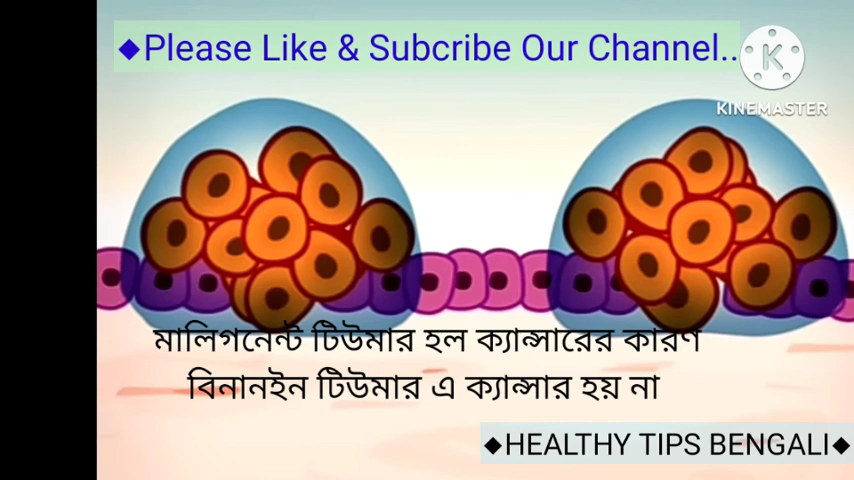 ◆Please Like & Subcribe Our Channel..
KINEMASTER
মালিগনেন্ট টিউমার হল ক্যান্সারের কারণ
বিনানইন টিউমার এ ক্যান্সার হয় না
◆HEALTHY TIPS BENGALI◆